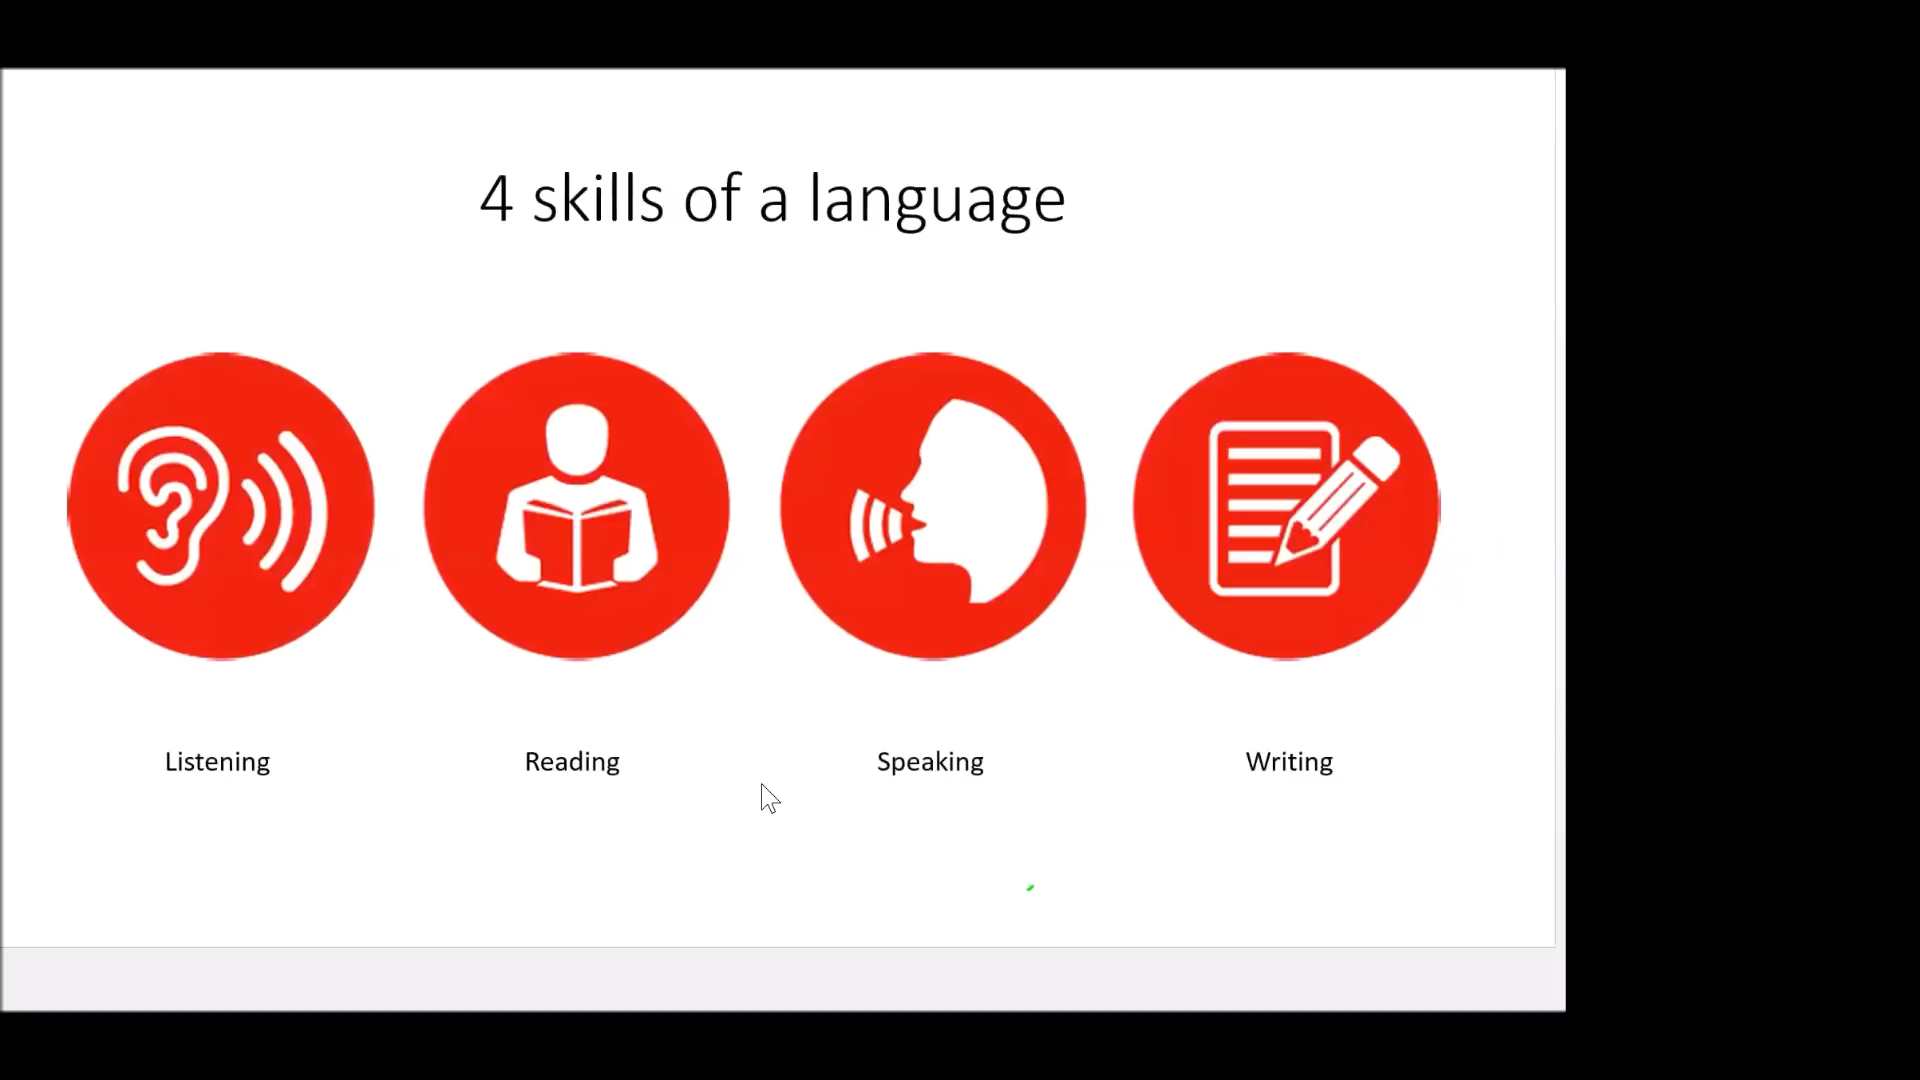 4 skills of a language
Listening
Reading
Speaking
Writing